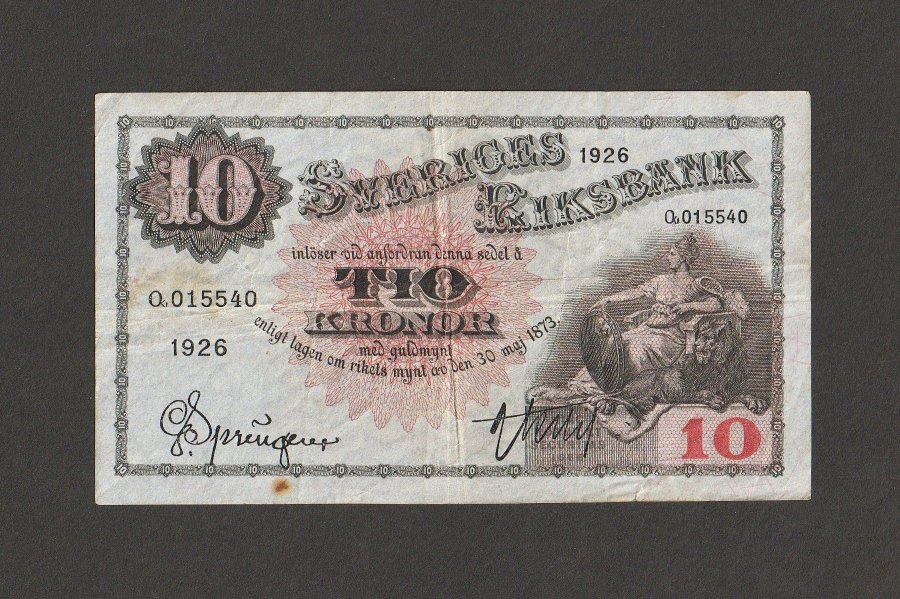 10
SVERIGES
1926
RIKSBANK
O.015540
inlöser vid anfordran denna sedel å
TIO
KRONOR
O.015540
1926
med guldmynt
enligt lagen om rikets mynt av den 30 maj 1873.
10